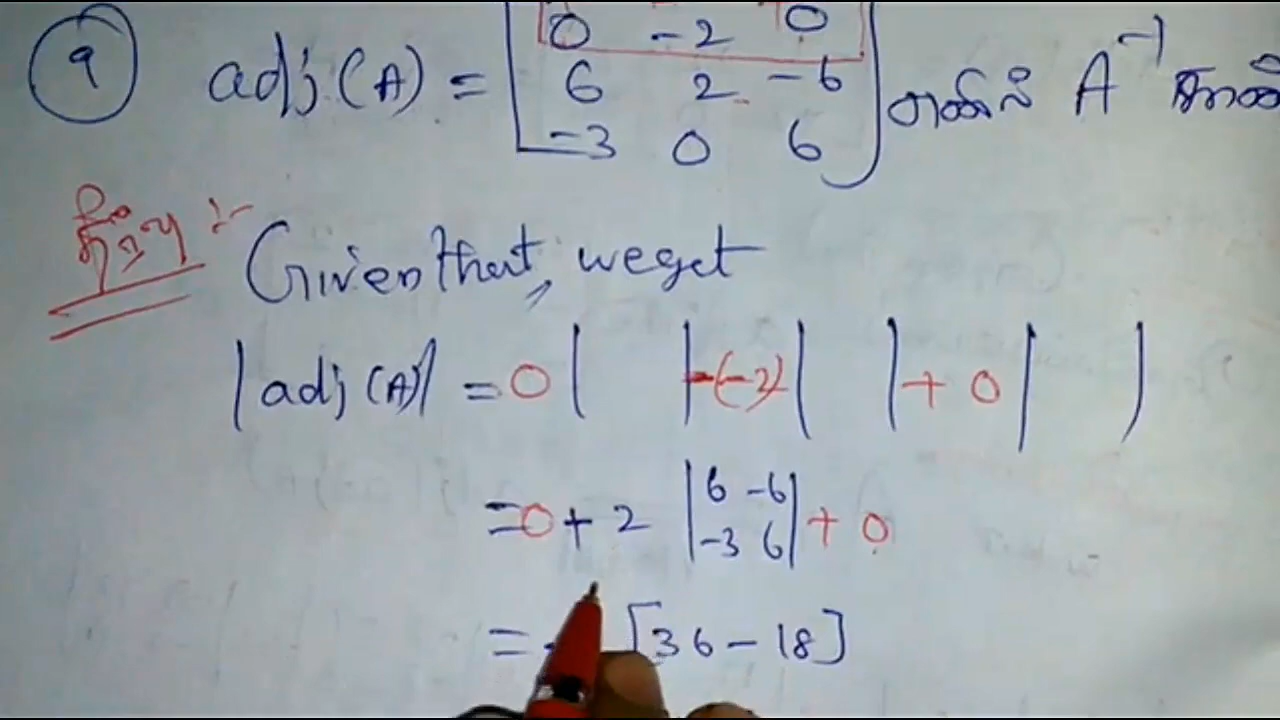 9 adj(A) = [ 0 -2 0 எனில் A⁻¹ காண
6 2 -6
-3 0 6 ]
தீர்வு :- Given that, we get
|adj(A)| = 0| |-(-2)| |+ 0| |
= 0 + 2 |6 -6 + 0
-3 6|
= [36 - 18]